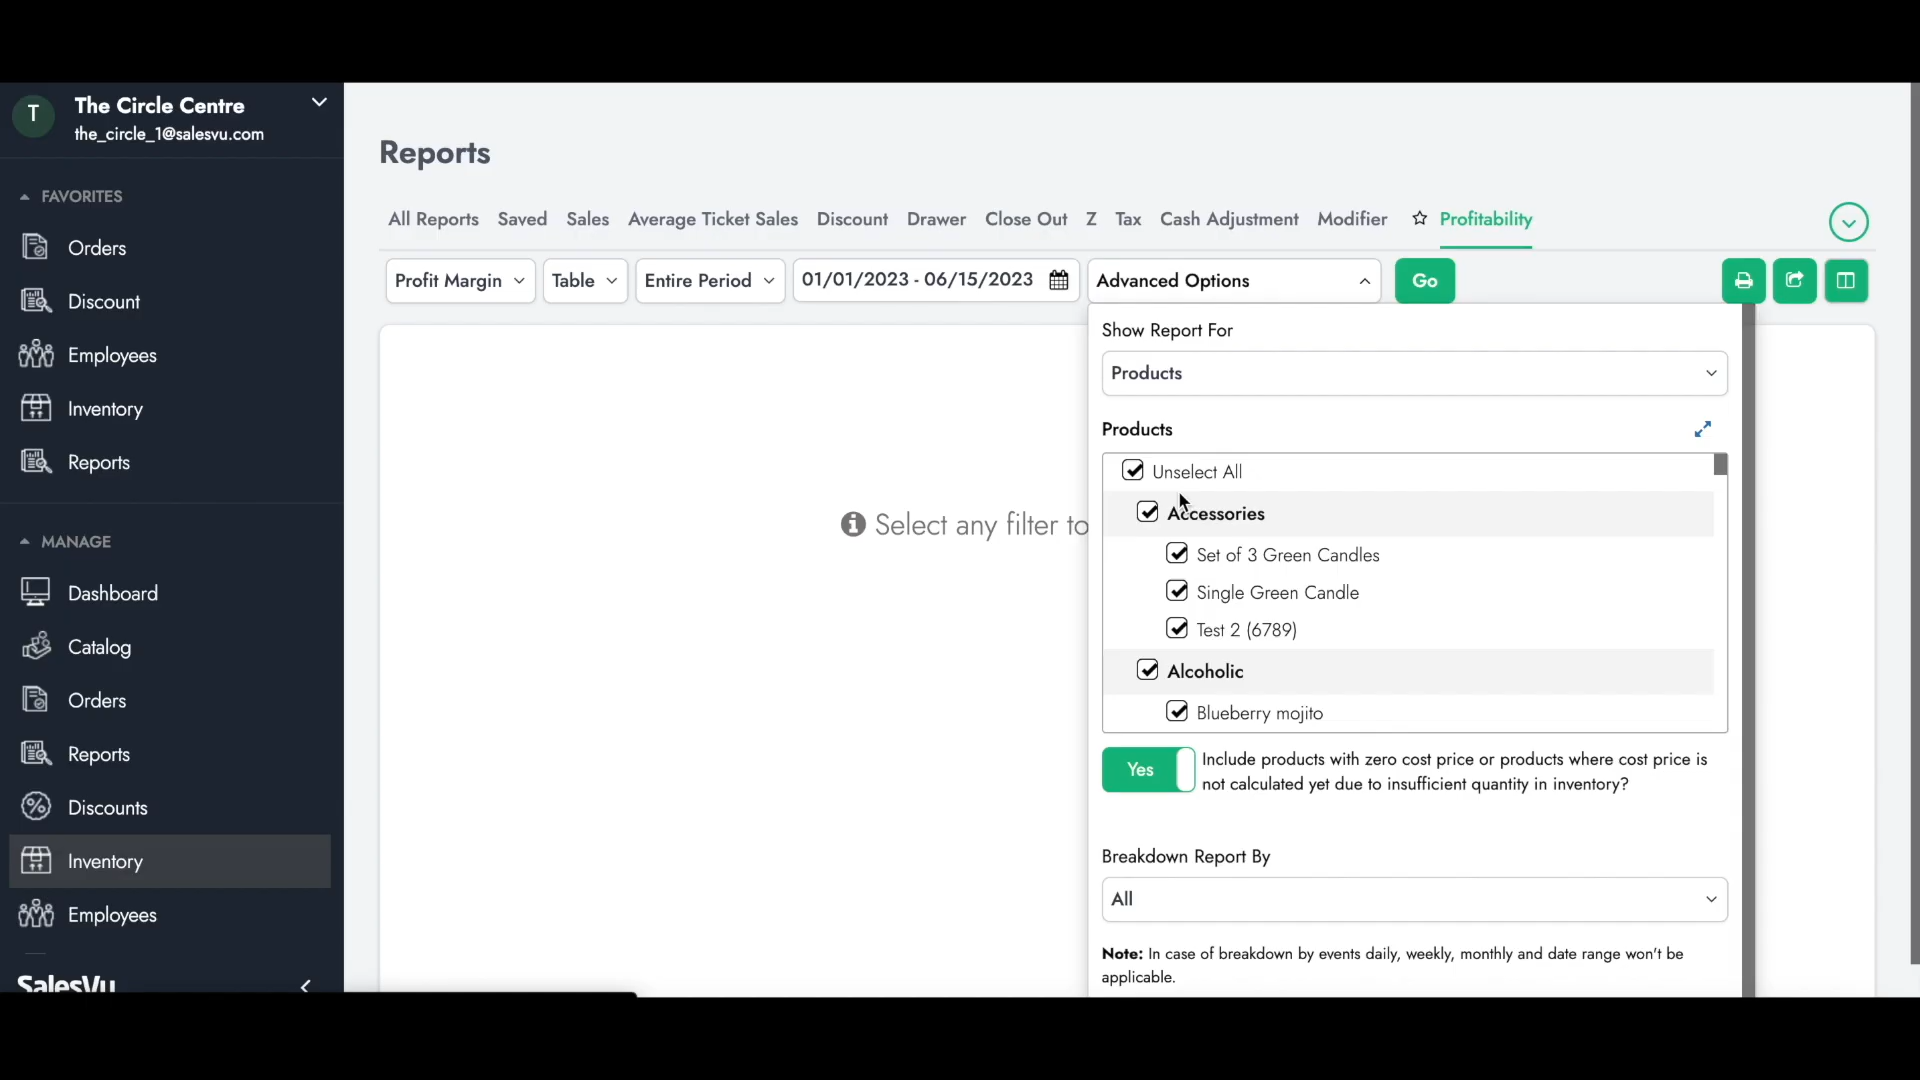 T
The Circle Centre
the_circle_1@salesvu.com
FAVORITES
Orders
Discount
Employees
Inventory
Reports
MANAGE
Dashboard
Catalog
Orders
Reports
Discounts
Inventory
Employees
SalesVu
Reports
All Reports Saved Sales Average Ticket Sales Discount Drawer Close Out Z Tax Cash Adjustment Modifier Profitability
Profit Margin Table Entire Period 01/01/2023 - 06/15/2023 Advanced Options Go
Select any filter to
Show Report For
Products
Products
Unselect All
Accessories
Set of 3 Green Candles
Single Green Candle
Test 2 (6789)
Alcoholic
Blueberry mojito
Yes
Include products with zero cost price or products where cost price is
not calculated yet due to insufficient quantity in inventory?
Breakdown Report By
All
Note: In case of breakdown by events daily, weekly, monthly and date range won't be
applicable.